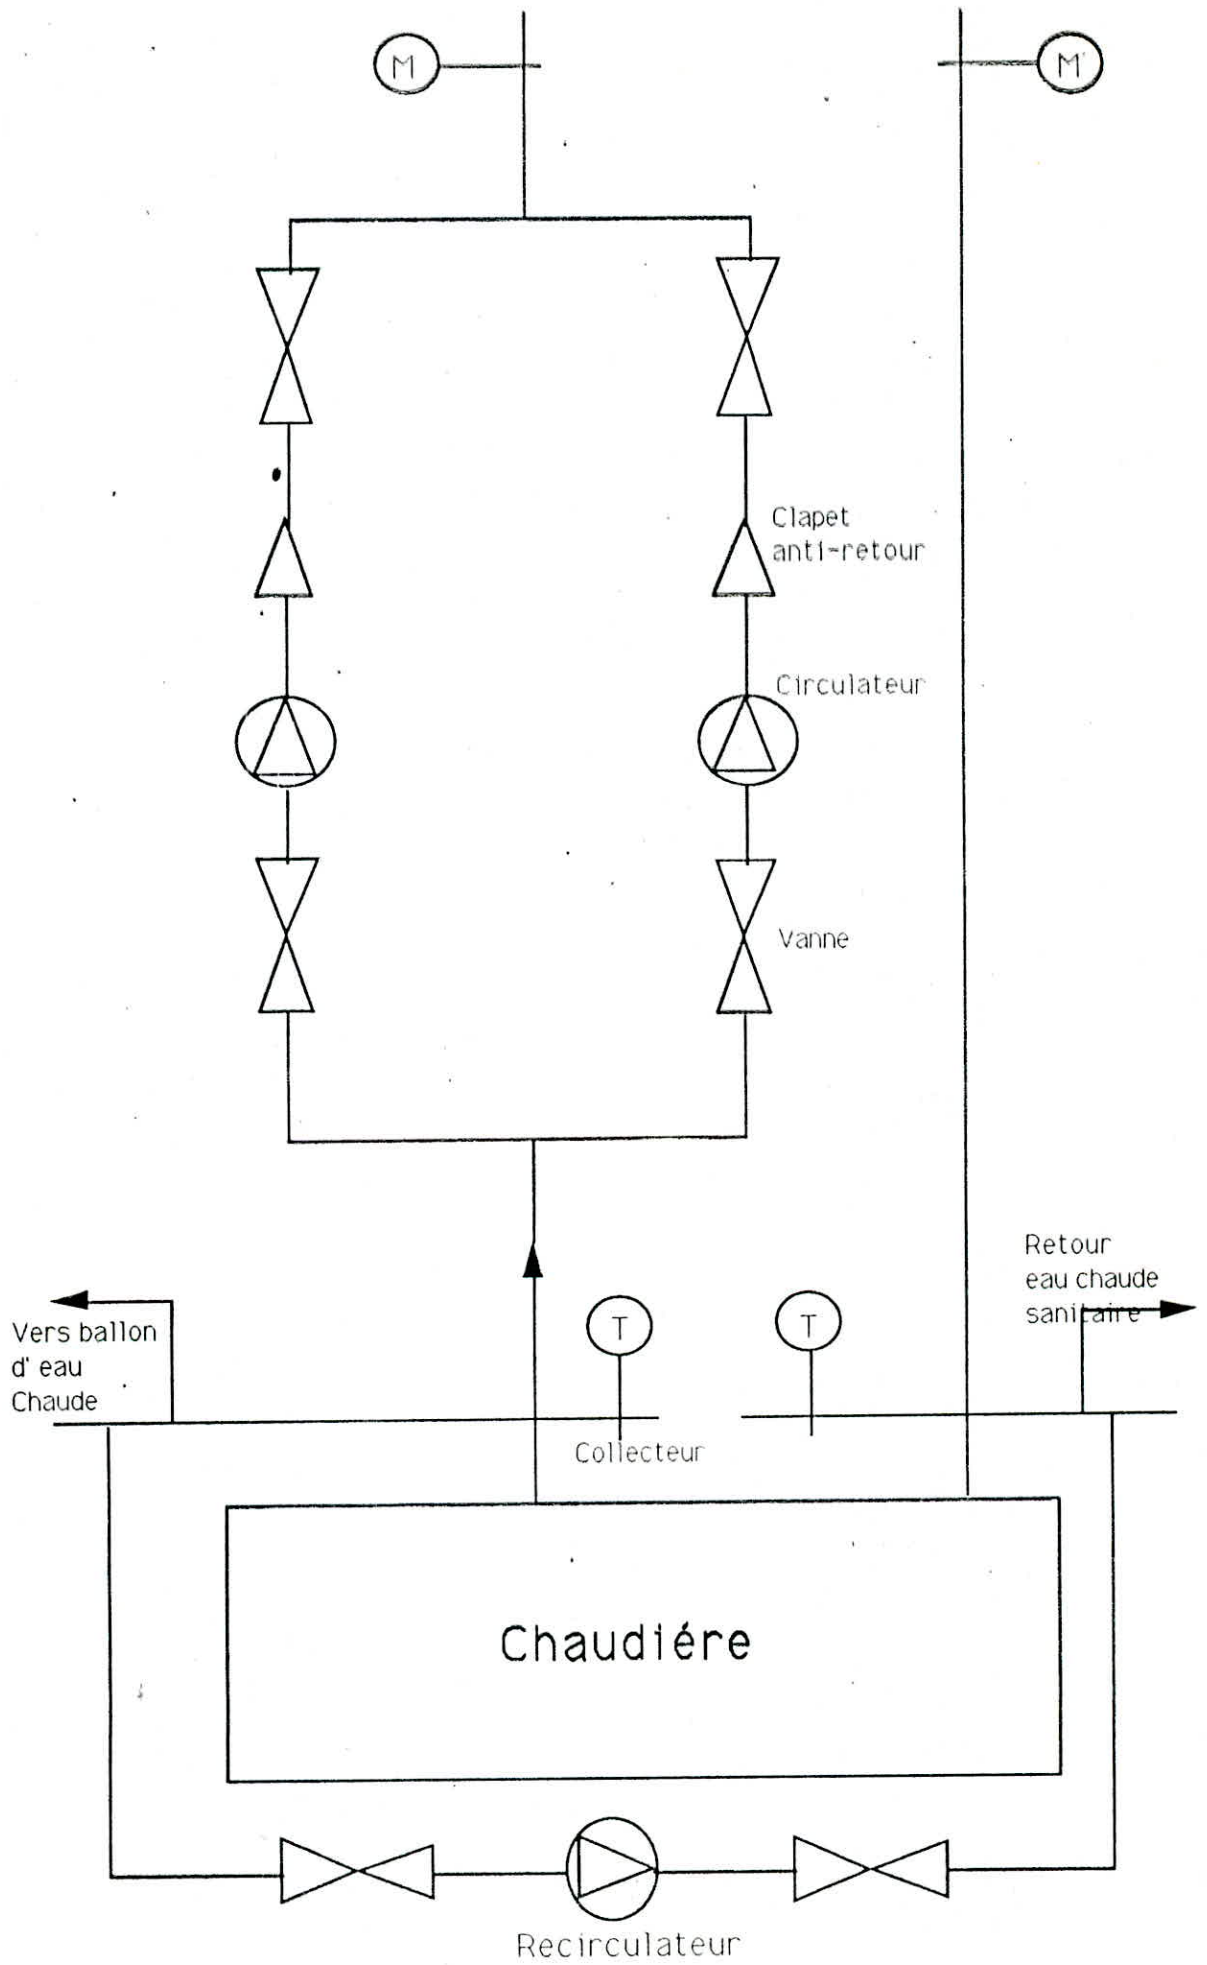 M
M
Clapet
anti-retour
Circulateur
Vanne
Retour
eau chaude
sanitaire
T
T
Vers ballon
d' eau
Chaude
Collecteur
Chaudiére
Recirculateur